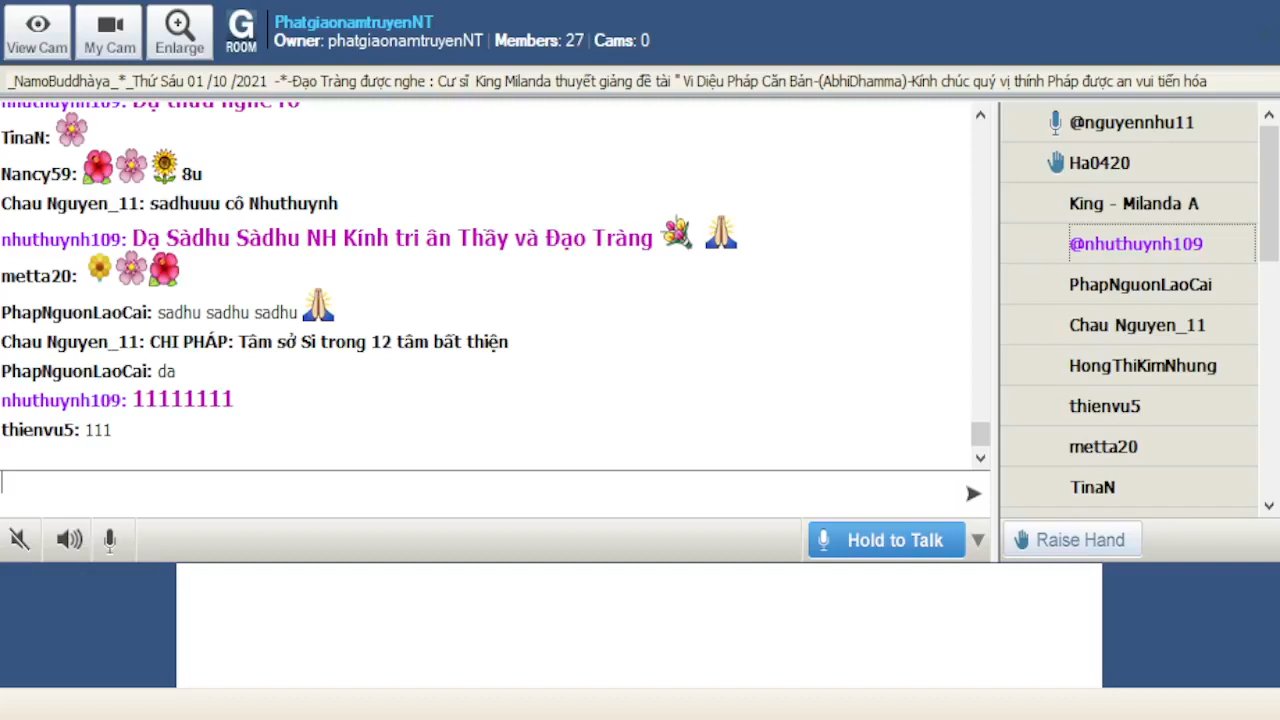 View Cam
My Cam
Enlarge
G
ROOM
PhatgiaonamtruyenNT
Owner: phatgiaonamtruyenNT | Members: 27 | Cams: 0
_NamoBuddhàya_*_Thứ Sáu 01 /10 /2021 -*-Đạo Tràng được nghe : Cư sĩ King Milanda thuyết giảng đề tài " Vi Diệu Pháp Căn Bản-(AbhiDhamma)-Kính chúc quý vị thính Pháp được an vui tiến hóa
nhuthuynh109: Dạ thưa nghe rõ
TinaN:
Nancy59: 8u
Chau Nguyen_11: sadhuuu cô Nhuthuynh
nhuthuynh109: Dạ Sàdhu Sàdhu NH Kính tri ân Thầy và Đạo Tràng
metta20:
PhapNguonLaoCai: sadhu sadhu sadhu
Chau Nguyen_11: CHI PHÁP: Tâm sở Si trong 12 tâm bất thiện
PhapNguonLaoCai: da
nhuthuynh109: 11111111
thienvu5: 111
@nguyennhu11
Ha0420
King - Milanda A
@nhuthuynh109
PhapNguonLaoCai
Chau Nguyen_11
HongThiKimNhung
thienvu5
metta20
TinaN
Hold to Talk
Raise Hand